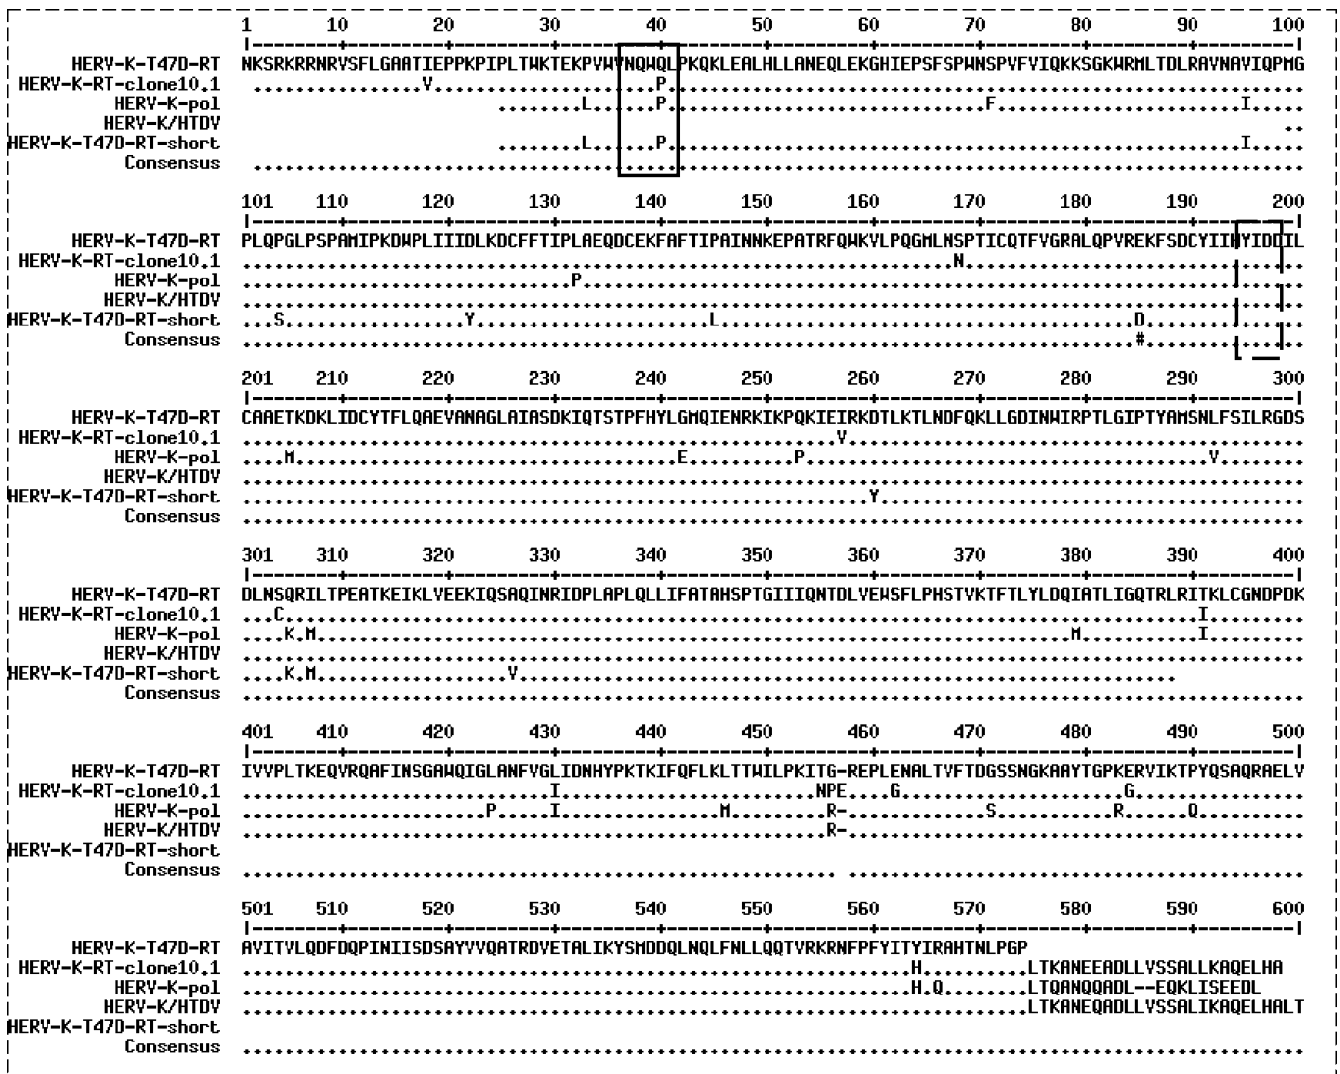 1 10 20 30 40 50 60 70 80 90 100
|--------+---------+---------+---------+---------+---------+---------+---------+---------+---------|
HERV-K-T47D-RT NKSRKRRNRVSFLGAATIEPPKPIPLTWKTEKPVWVNQWQLPKQKLEALHLLANEQLEKGHIEPSFSPWNSPVFVIQKKSGKWRMLTDLRAVNAVIQPMG
HERV-K-RT-clone10.1 ................V.....................P............................................................
HERV-K-pol ........L......P..............................F.......................I.....
HERV-K/HTDV ..
HERV-K-T47D-RT-short ........L......P......................................................I.....
Consensus ...................................................................................................
101 110 120 130 140 150 160 170 180 190 200
|--------+---------+---------+---------+---------+---------+---------+---------+---------+---------|
HERV-K-T47D-RT PLQPGLPSPAMIPKDWPLIIIDLKDCFFTIPLAEQDCEKFAFTIPAINNKEPATRFQWKVLPQGMLNSPTICQTFVGRALQPVREKFSDCYIIHYIDDIL
HERV-K-RT-clone10.1 ...................................................................N................................
HERV-K-pol ...............................P....................................................................
HERV-K/HTDV ....................................................................................................
HERV-K-T47D-RT-short ...S.................Y......................L.......................................D...............
Consensus ....................................................................................#...............
201 210 220 230 240 250 260 270 280 290 300
|--------+---------+---------+---------+---------+---------+---------+---------+---------+---------|
HERV-K-T47D-RT CAAETKDKLIDCYTFLQAEVANAGLAIASDKIQTSTPFHYLGMQIENRKIKPQKIEIRKDTLKTLNDFQKLLGDINWIRPTLGIPTYAMSNLFSILRGDS
HERV-K-RT-clone10.1 ........................................................V...........................................
HERV-K-pol ....M....................................E..........P......................................V........
HERV-K/HTDV ....................................................................................................
HERV-K-T47D-RT-short ...........................................................Y........................................
Consensus ....................................................................................................
301 310 320 330 340 350 360 370 380 390 400
|--------+---------+---------+---------+---------+---------+---------+---------+---------+---------|
HERV-K-T47D-RT DLNSQRILTPEATKEIKLVEEKIQSAQINRIDPLAPLQLLIFATAHSPTGIIIQNTDLVEWSFLPHSTVKTFTLYLDQIATLIGQTRLRITKLCGNDPDK
HERV-K-RT-clone10.1 ...C......................................................................................I.........
HERV-K-pol ....K.M.......................................................................M...........I.........
HERV-K/HTDV ....................................................................................................
HERV-K-T47D-RT-short ....K.M..................V..............................................................
Consensus ....................................................................................................
401 410 420 430 440 450 460 470 480 490 500
|--------+---------+---------+---------+---------+---------+---------+---------+---------+---------|
HERV-K-T47D-RT IVVPLTKEQVRQAFINSGAWQIGLANFVGLIDNHYPKTKIFQFLKLTTWILPKITG-REPLENALTVFTDGSSNGKAAYTGPKERVIKTPYQSAQRAELV
HERV-K-RT-clone10.1 .............................I........................NPE....G.....................G................
HERV-K-pol .......................P.....I...............M.........R-.............S...........R......Q..........
HERV-K/HTDV .......................................................R-...........................................
HERV-K-T47D-RT-short
Consensus ........................................................ ...........................................
501 510 520 530 540 550 560 570 580 590 600
|--------+---------+---------+---------+---------+---------+---------+---------+---------+---------|
HERV-K-T47D-RT AVITVLQDFDQPINIISDSAYVVQATRDVETALIKYSMDDQLNQLFNLLQQTVRKRNFPFYITYIRAHTNLPGP
HERV-K-RT-clone10.1 ...............................................................H..........LTKANEEADLLVSSALLKAQELHA
HERV-K-pol ...............................................................H.Q........LTQANQQADL--EQKLISEEDL
HERV-K/HTDV ..........................................................................LTKANEQADLLVSSALIKAQELHALT
HERV-K-T47D-RT-short
Consensus ....................................................................................................